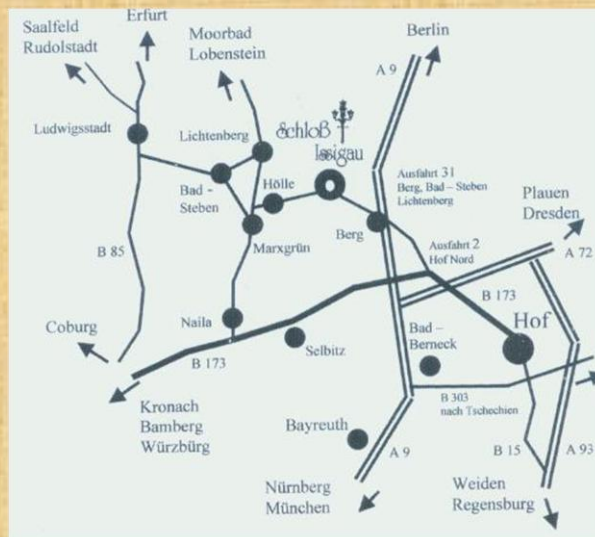 Saalfeld
Rudolstadt
Erfurt
Moorbad
Lobenstein
Berlin
A 9
Ludwigsstadt
Lichtenberg
Schloß
Issigau
Bad -
Steben
Hölle
Ausfahrt 31
Berg, Bad – Steben
Lichtenberg
Plauen
Dresden
Marxgrün
Berg
Ausfahrt 2
Hof Nord
A 72
B 85
B 173
Coburg
Naila
Selbitz
Bad –
Berneck
Hof
B 173
B 303
nach Tschechien
Kronach
Bamberg
Würzbürg
Bayreuth
A 9
B 15
A 93
Nürnberg
München
Weiden
Regensburg